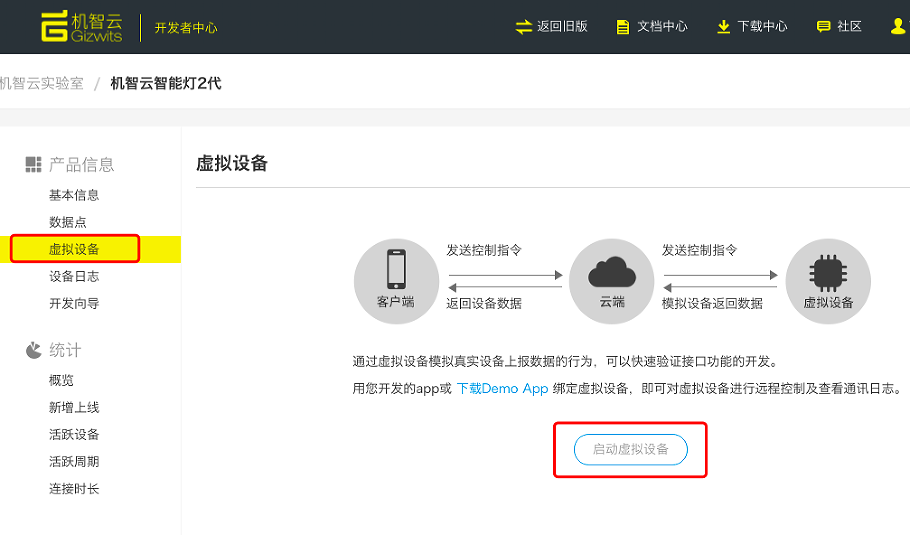 机智云
Gizwits
开发者中心
返回旧版
文档中心
下载中心
社区
机智云实验室 / 机智云智能灯2代
产品信息
基本信息
数据点
虚拟设备
设备日志
开发向导
统计
概览
新增上线
活跃设备
活跃周期
连接时长
虚拟设备
客户端
发送控制指令
返回设备数据
云端
发送控制指令
模拟设备返回数据
虚拟设备
通过虚拟设备模拟真实设备上报数据的行为，可以快速验证接口功能的开发。
用您开发的app或 下载Demo App 绑定虚拟设备，即可对虚拟设备进行远程控制及查看通讯日志。
启动虚拟设备